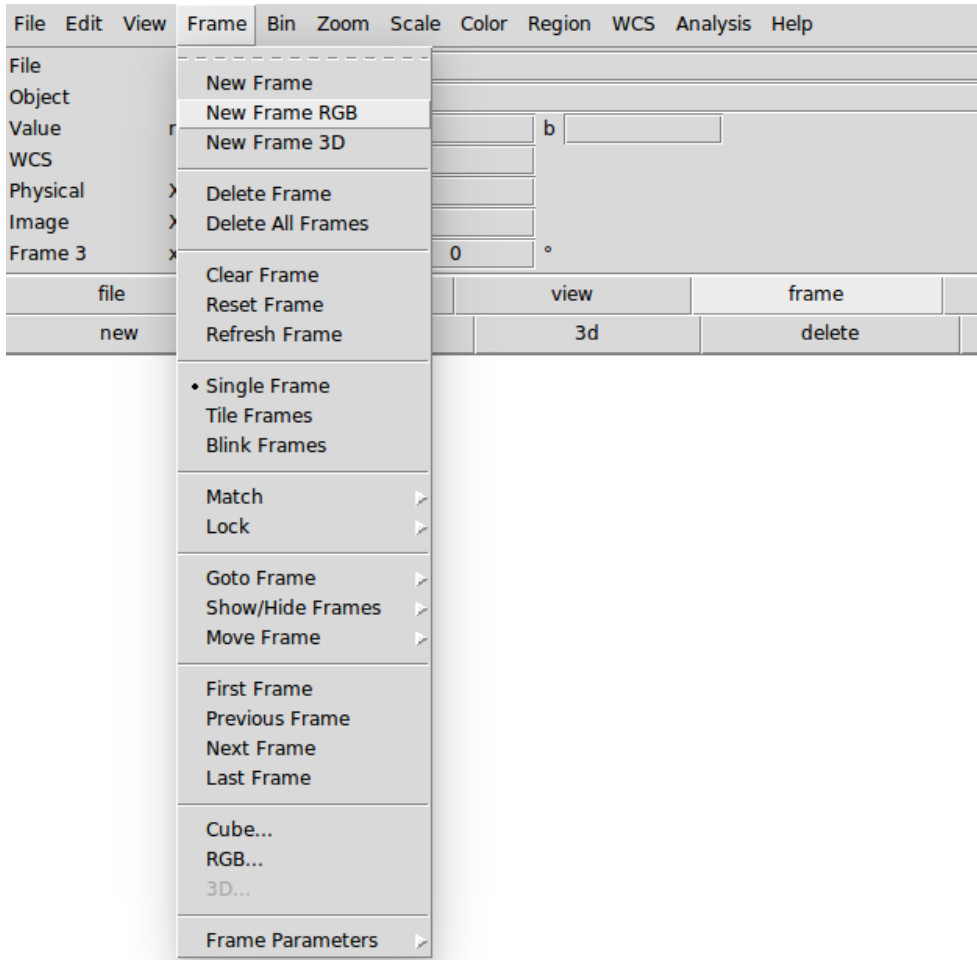 File Edit View Frame Bin Zoom Scale Color Region WCS Analysis Help
File
Object
Value b
WCS
Physical X
Image X
Frame 3 x 0 °
file view frame
new 3d delete
New Frame
New Frame RGB
New Frame 3D
Delete Frame
Delete All Frames
Clear Frame
Reset Frame
Refresh Frame
• Single Frame
Tile Frames
Blink Frames
Match
Lock
Goto Frame
Show/Hide Frames
Move Frame
First Frame
Previous Frame
Next Frame
Last Frame
Cube...
RGB...
3D...
Frame Parameters